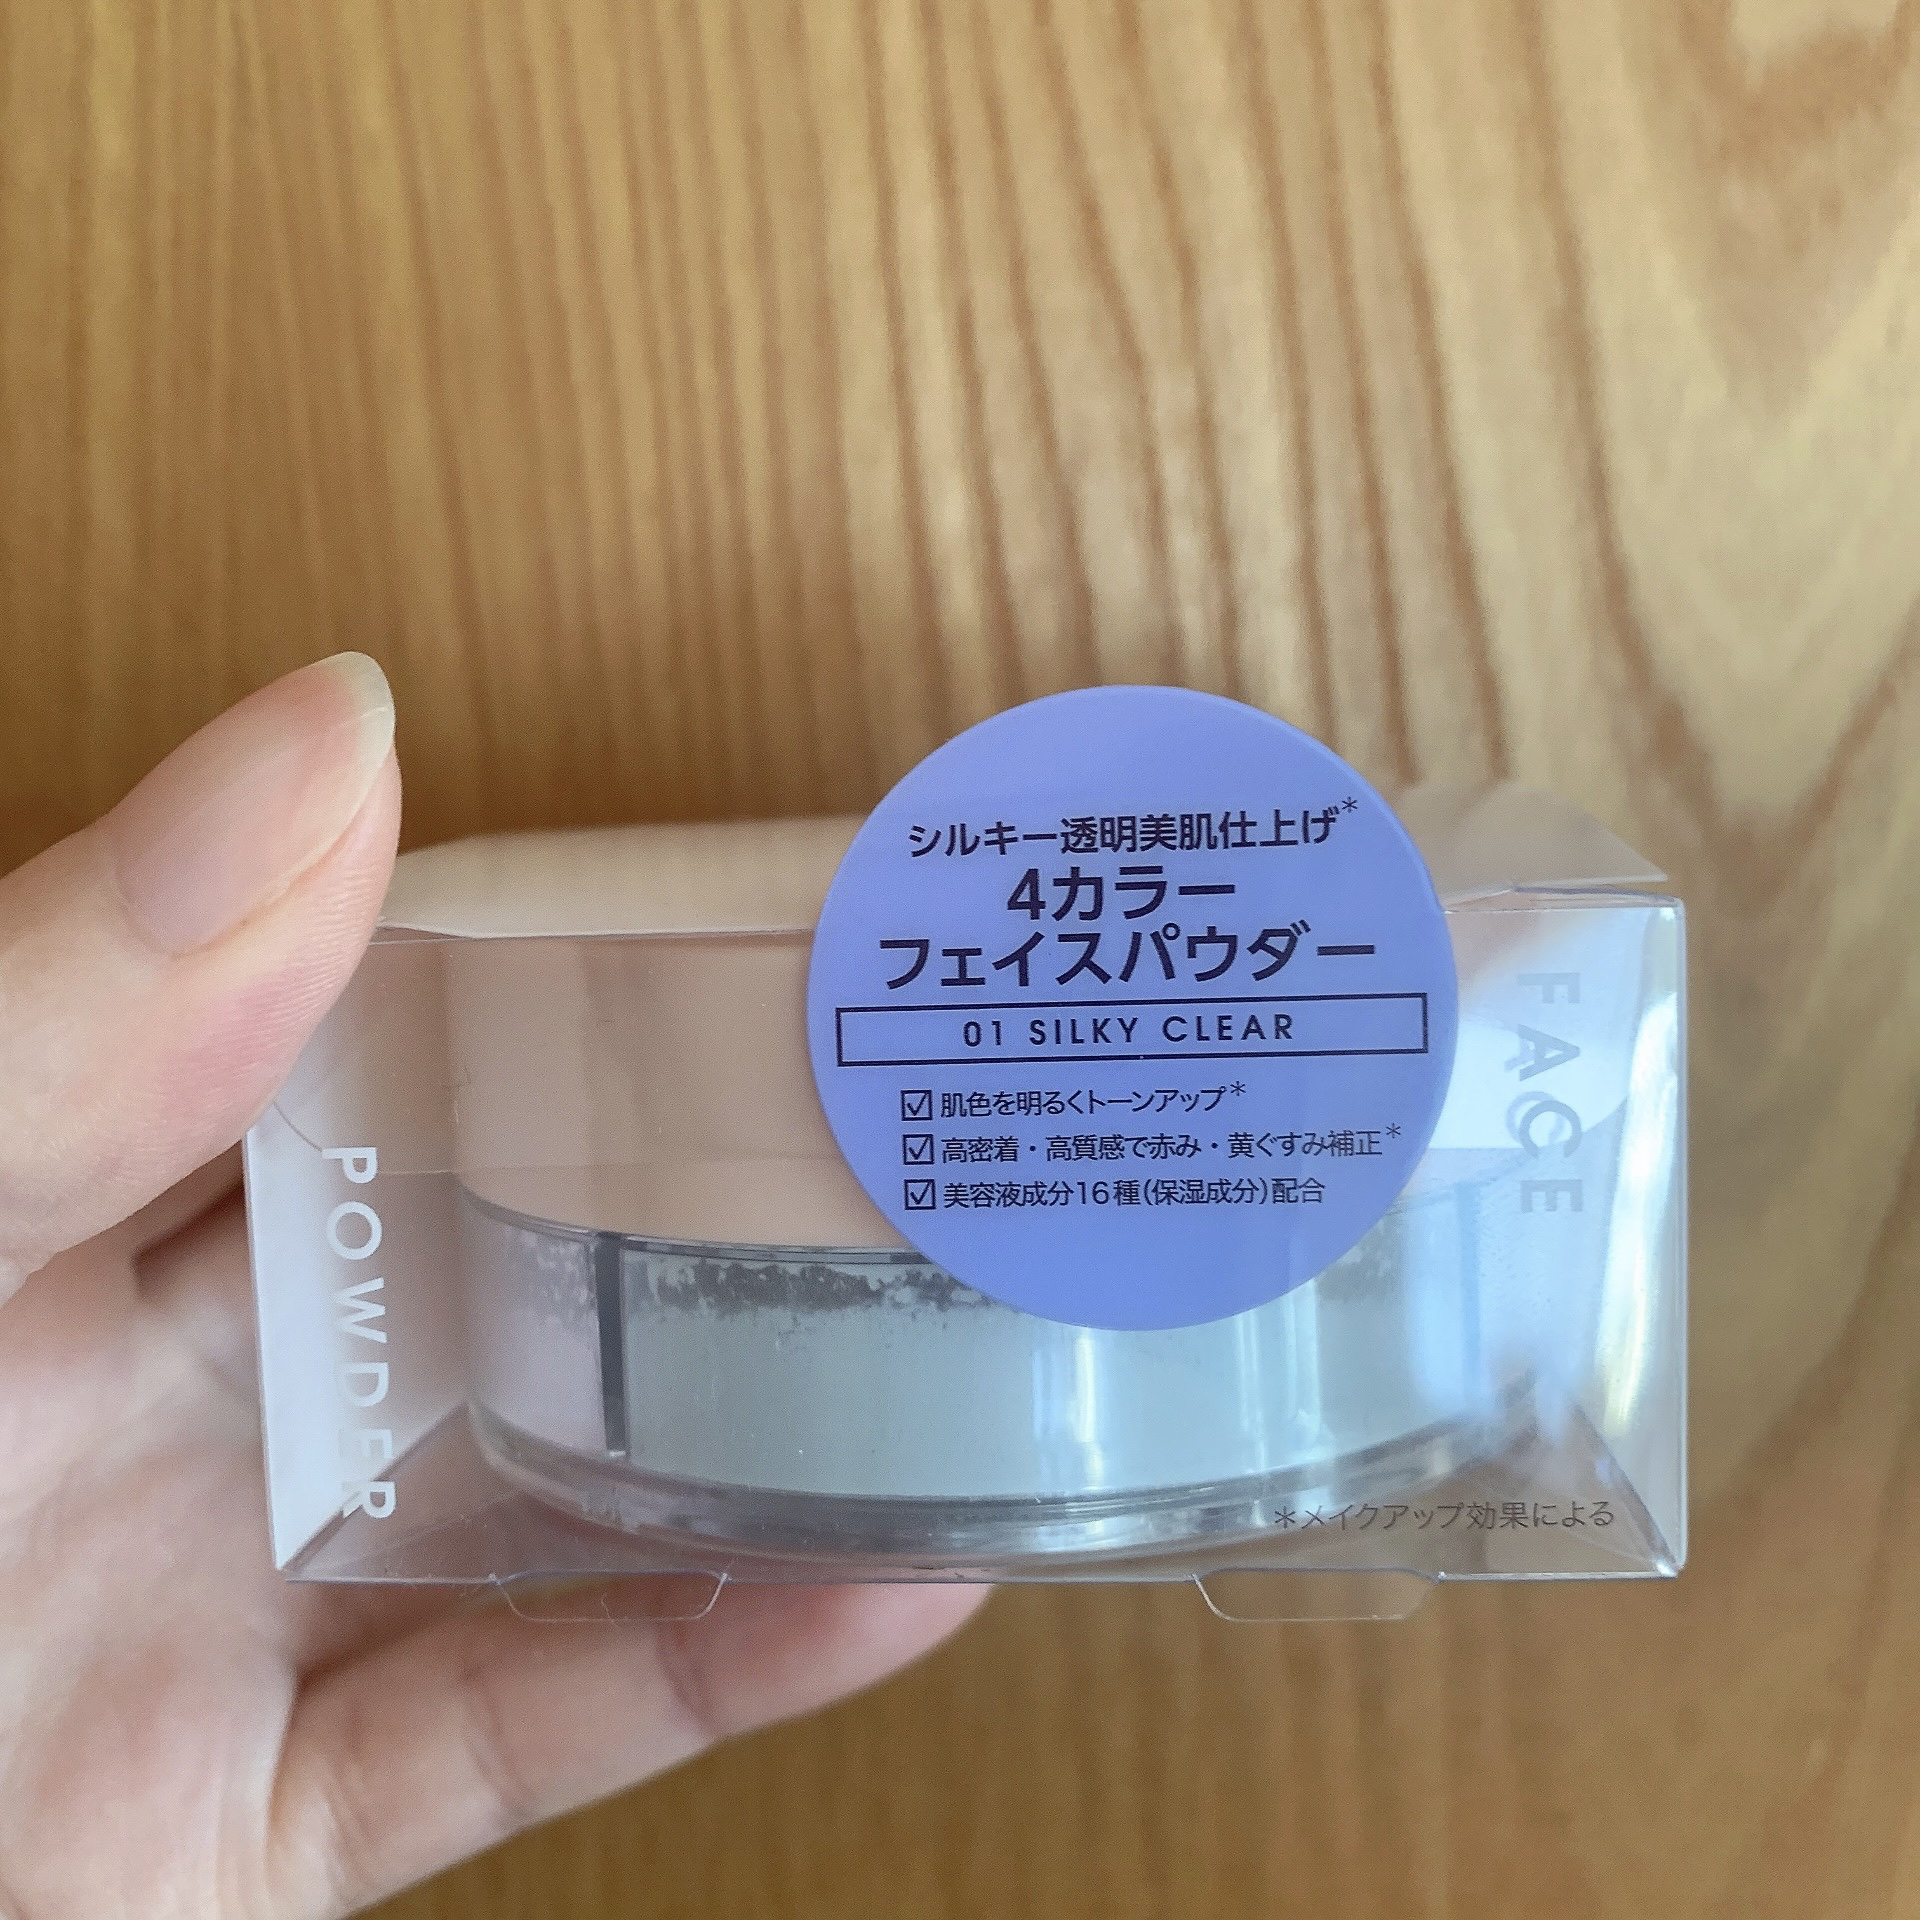 シルキー透明美肌仕上げ*
4カラー
フェイスパウダー
01 SILKY CLEAR
☑肌色を明るくトーンアップ*
☑高密着・高質感で赤み・黄ぐすみ補正*
☑美容液成分16種(保湿成分)配合
FACE
POWDER
*メイクアップ効果による